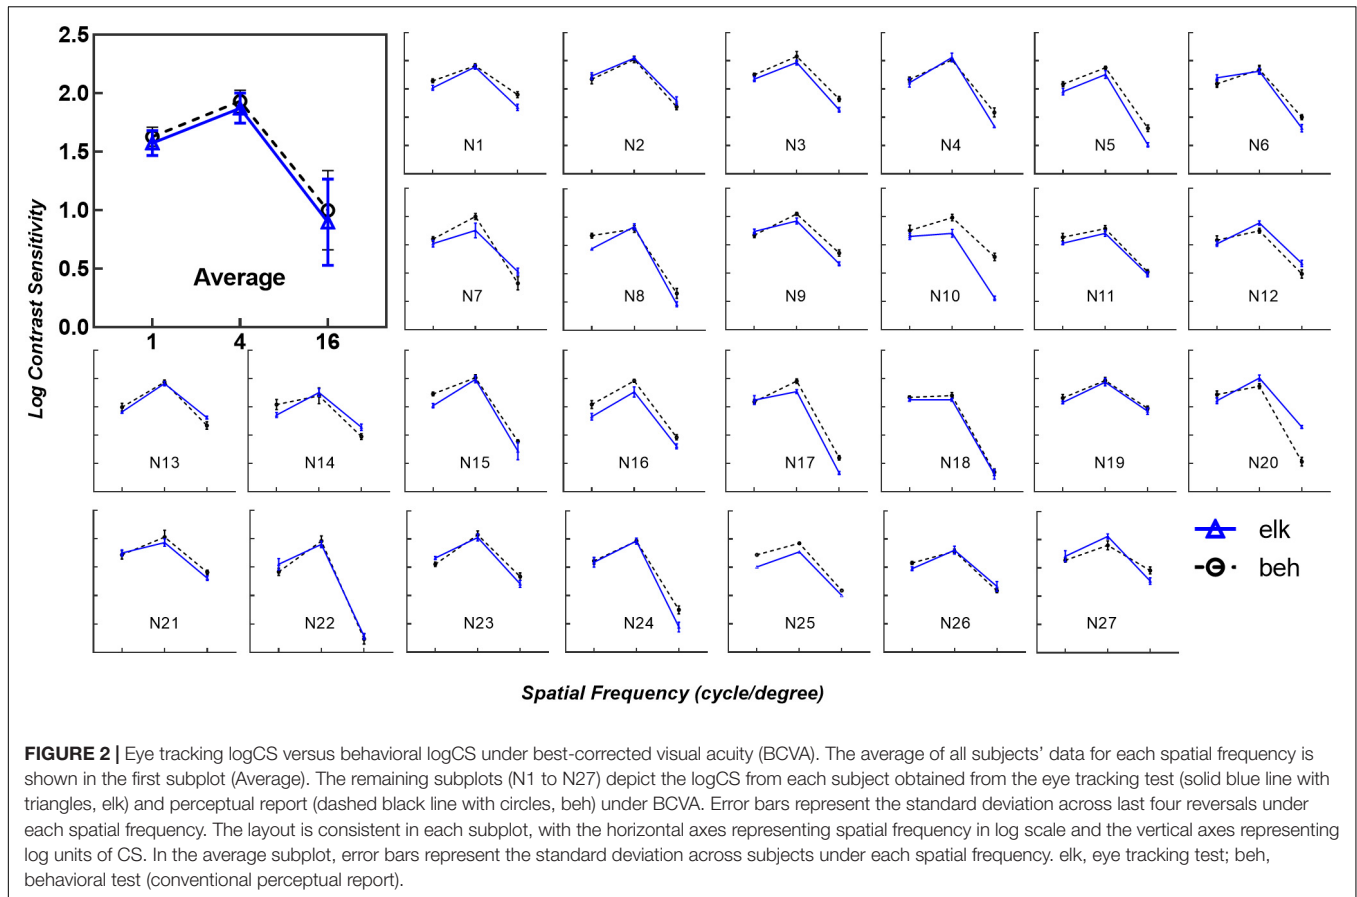 2.5
2.0
1.5
1.0
0.5
0.0
Log Contrast Sensitivity
Average
1 4 16
N1 N2 N3 N4 N5 N6
N7 N8 N9 N10 N11 N12
N13 N14 N15 N16 N17 N18 N19 N20
N21 N22 N23 N24 N25 N26 N27
elk
beh
Spatial Frequency (cycle/degree)
FIGURE 2 | Eye tracking logCS versus behavioral logCS under best-corrected visual acuity (BCVA). The average of all subjects' data for each spatial frequency is
shown in the first subplot (Average). The remaining subplots (N1 to N27) depict the logCS from each subject obtained from the eye tracking test (solid blue line with
triangles, elk) and perceptual report (dashed black line with circles, beh) under BCVA. Error bars represent the standard deviation across last four reversals under
each spatial frequency. The layout is consistent in each subplot, with the horizontal axes representing spatial frequency in log scale and the vertical axes representing
log units of CS. In the average subplot, error bars represent the standard deviation across subjects under each spatial frequency. elk, eye tracking test; beh,
behavioral test (conventional perceptual report).